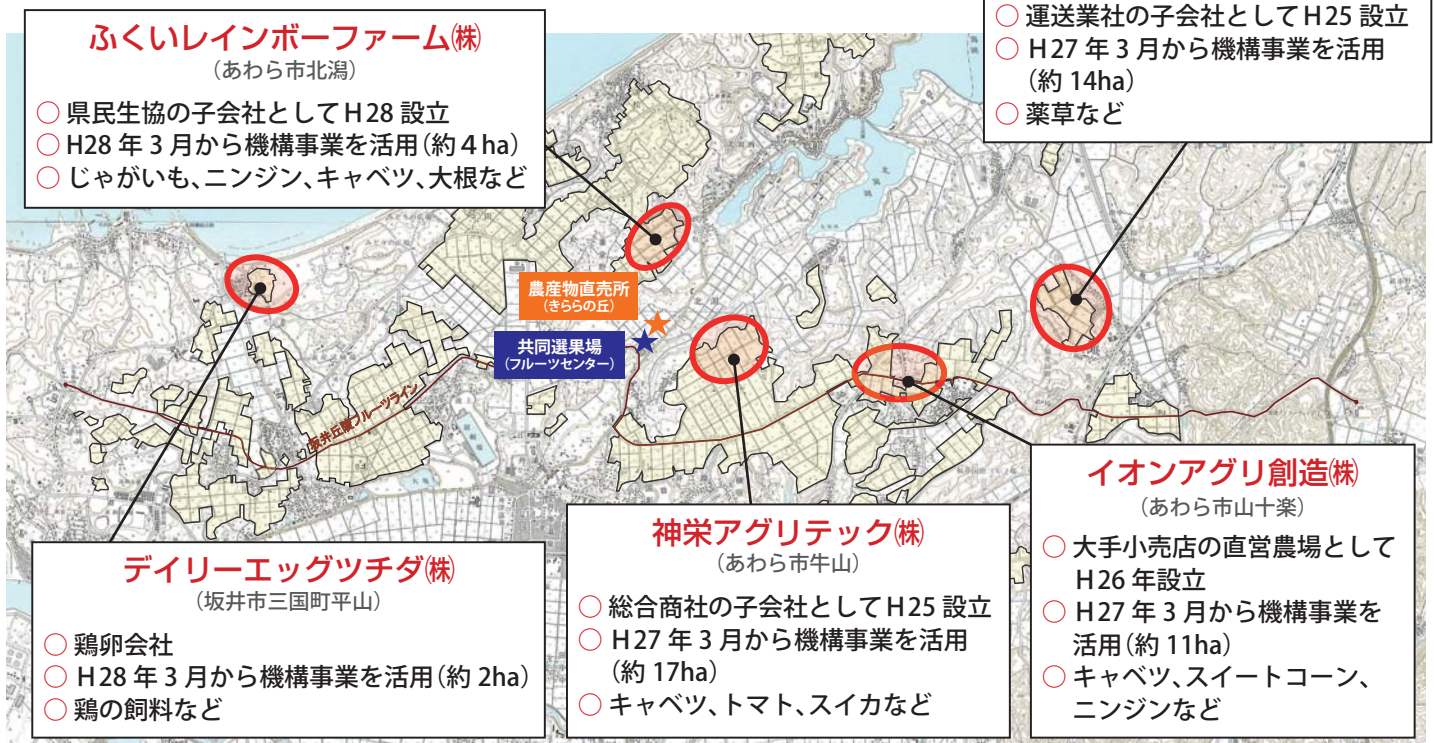 ふくいレインボーファーム㈱
(あわら市北潟)
○ 県民生協の子会社としてH28 設立
○ H28 年 3 月から機構事業を活用(約 4 ha)
○ じゃがいも、ニンジン、キャベツ、大根など
○ 運送業社の子会社としてH25 設立
○ H27 年 3 月から機構事業を活用
(約 14ha)
○ 薬草など
農産物直売所
(きららの丘)
共同選果場
(フルーツセンター)
坂井丘陵フルーツライン
デイリーエッグツチダ㈱
(坂井市三国町平山)
○ 鶏卵会社
○ H28 年 3 月から機構事業を活用(約 2ha)
○ 鶏の飼料など
神栄アグリテック㈱
(あわら市牛山)
○ 総合商社の子会社としてH25 設立
○ H27 年 3 月から機構事業を活用
(約 17ha)
○ キャベツ、トマト、スイカなど
イオンアグリ創造㈱
(あわら市山十楽)
○ 大手小売店の直営農場として
H26 年設立
○ H27 年 3 月から機構事業を
活用(約 11ha)
○ キャベツ、スイートコーン、
ニンジンなど